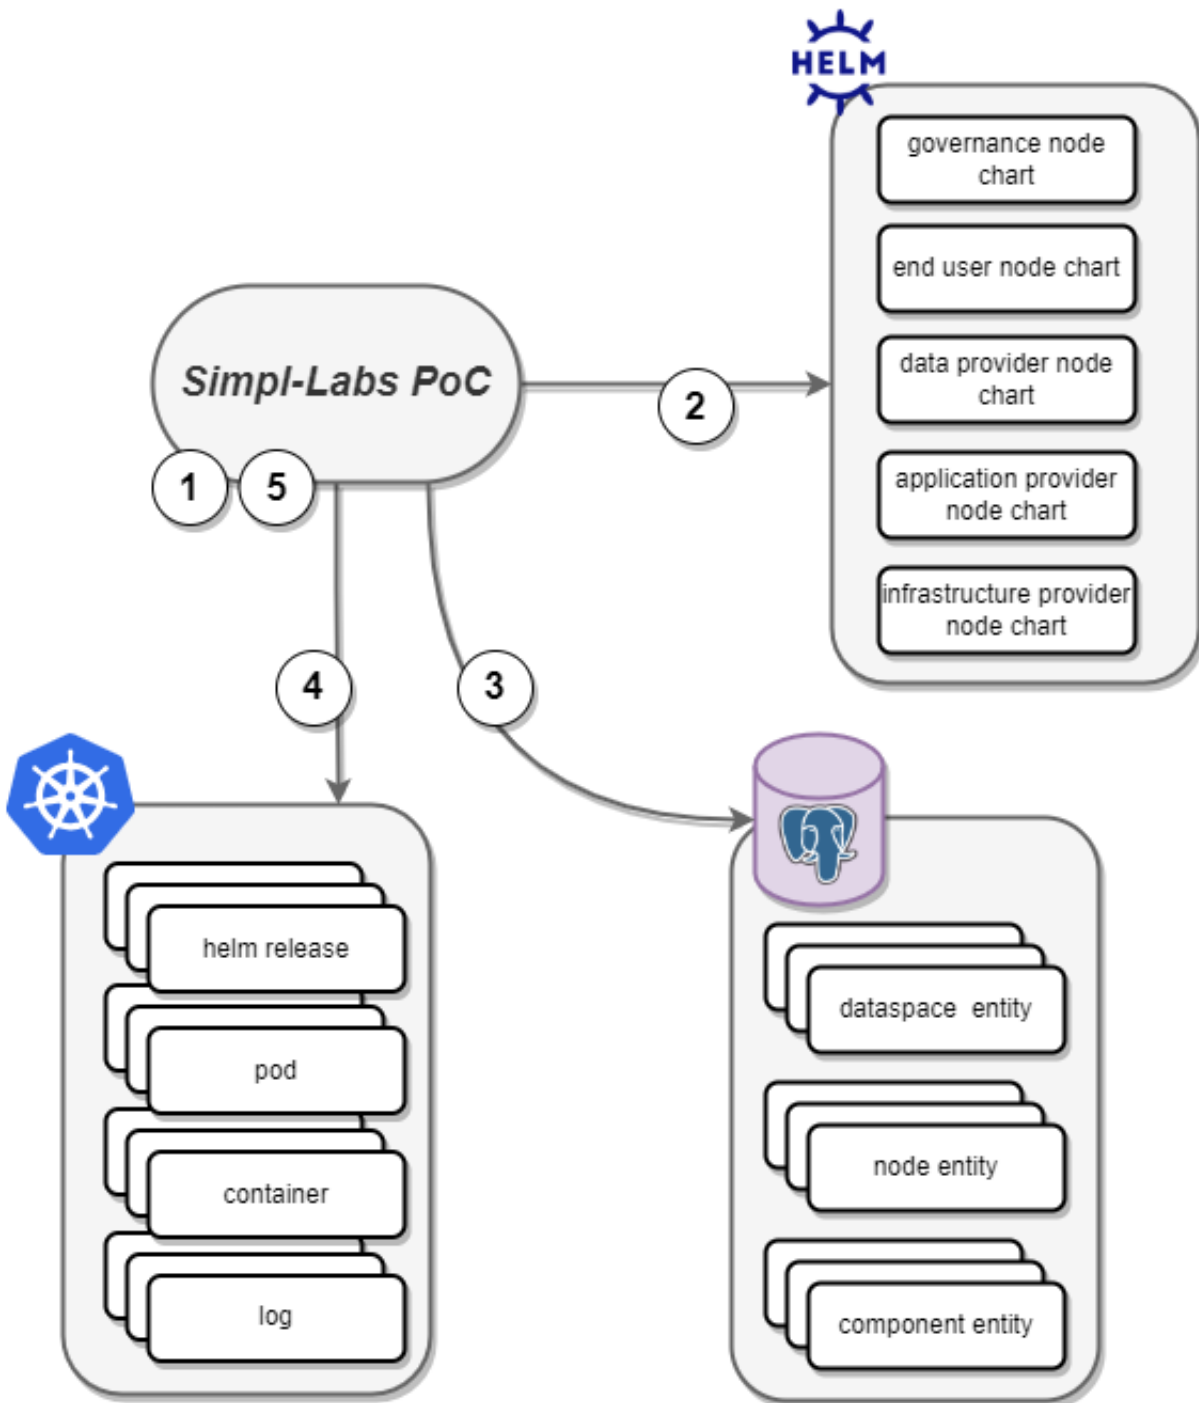 HELM
governance node
chart
end user node chart
data provider node
chart
application provider
node chart
infrastructure provider
node chart
Simpl-Labs PoC
1
5
2
4
3
helm release
pod
container
log
dataspace  entity
node entity
component entity